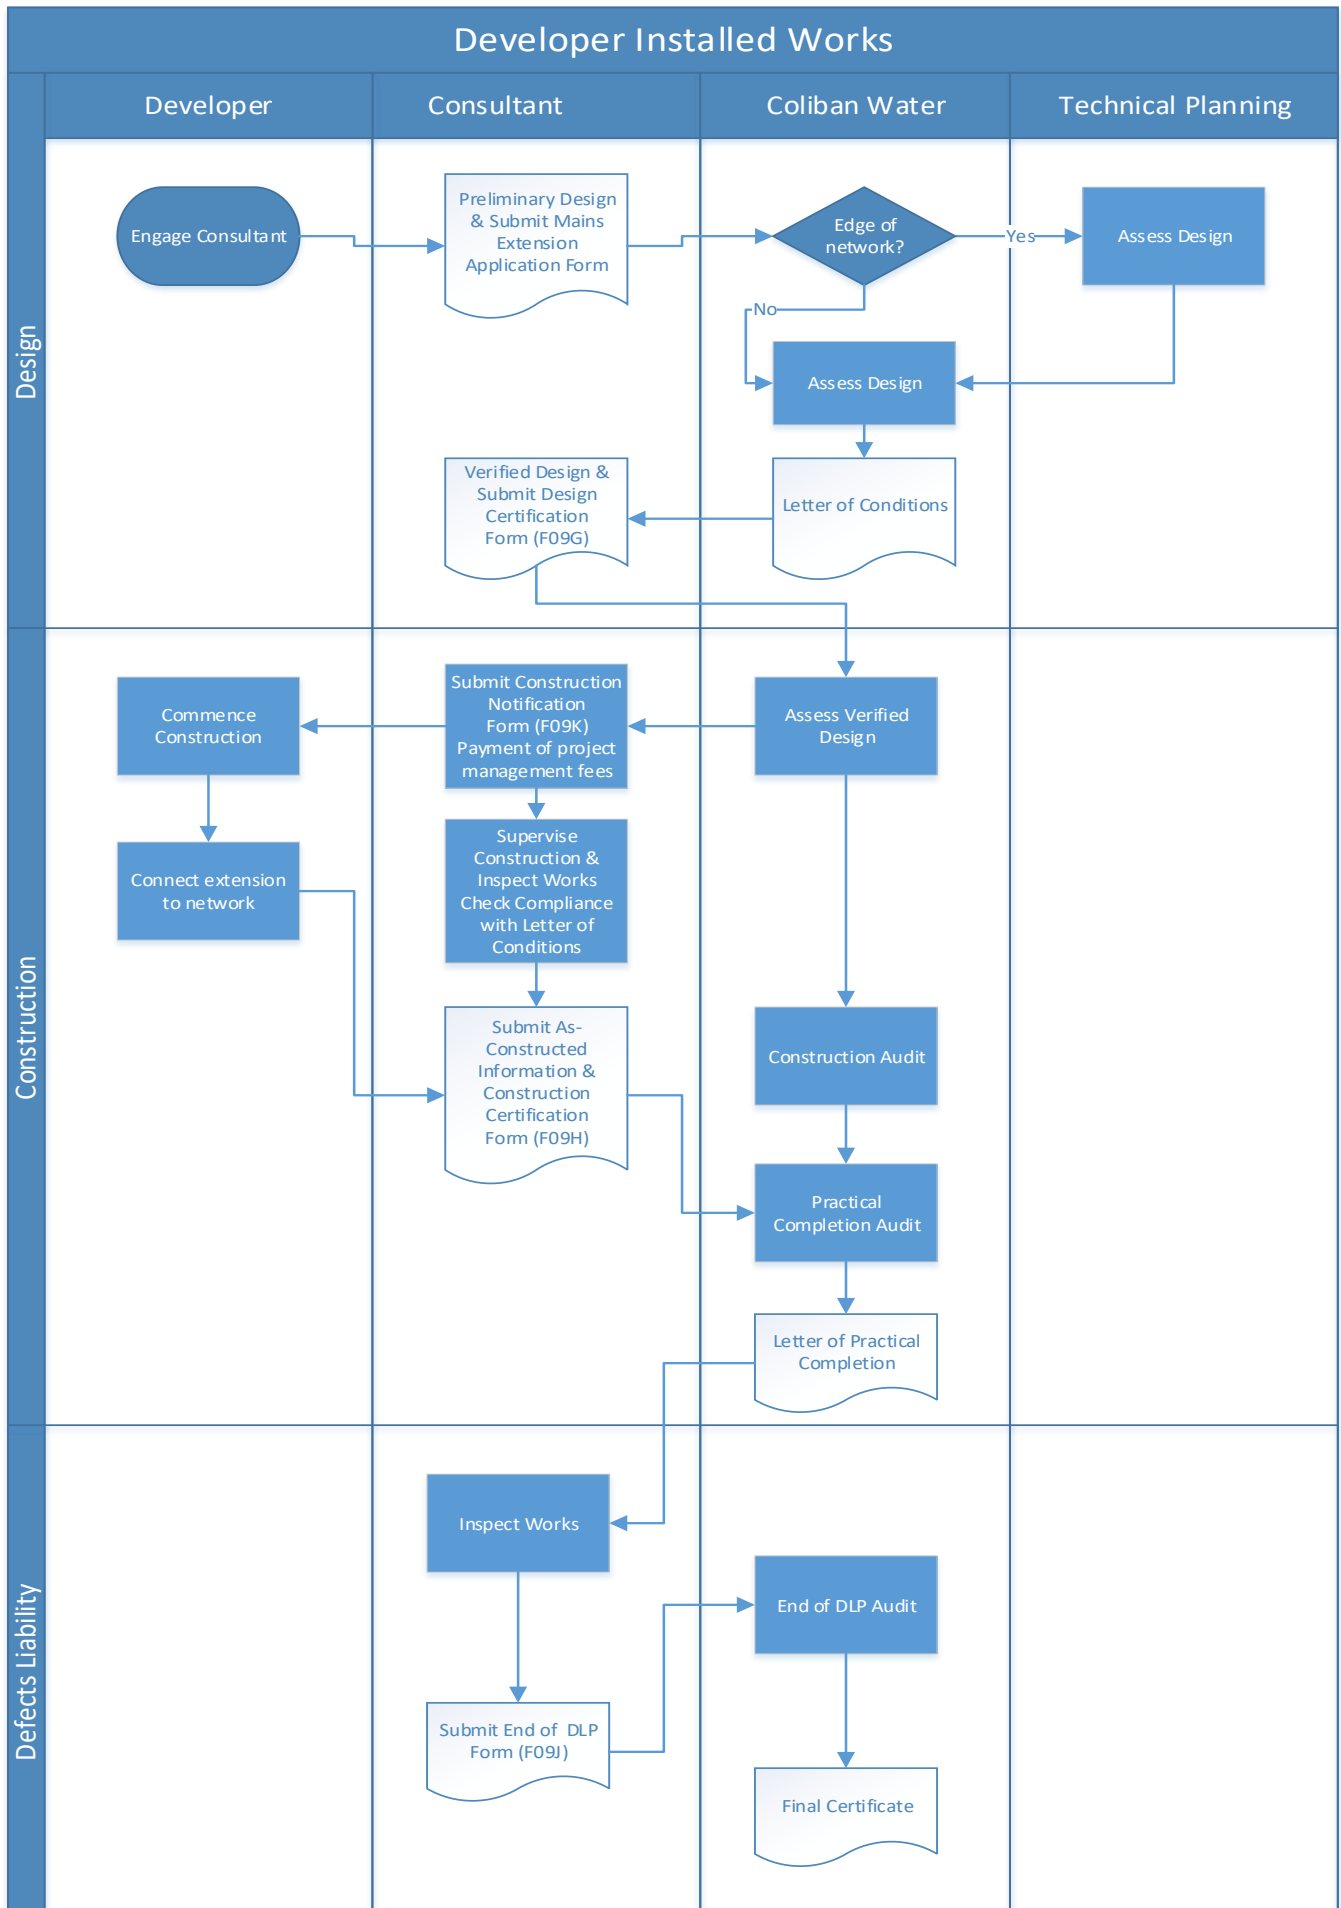 Developer Installed Works
Developer
Consultant
Coliban Water
Technical Planning
Design
Engage Consultant
Preliminary Design
& Submit Mains
Extension
Application Form
Edge of
network?
Yes
Assess Design
No
Assess Design
Letter of Conditions
Verified Design &
Submit Design
Certification
Form (F09G)
Construction
Commence
Construction
Submit Construction
Notification
Form (F09K)
Payment of project
management fees
Assess Verified
Design
Connect extension
to network
Supervise
Construction &
Inspect Works
Check Compliance
with Letter of
Conditions
Submit As-
Constructed
Information &
Construction
Certification
Form (F09H)
Construction Audit
Practical
Completion Audit
Letter of Practical
Completion
Defects Liability
Inspect Works
End of DLP Audit
Submit End of DLP
Form (F09J)
Final Certificate